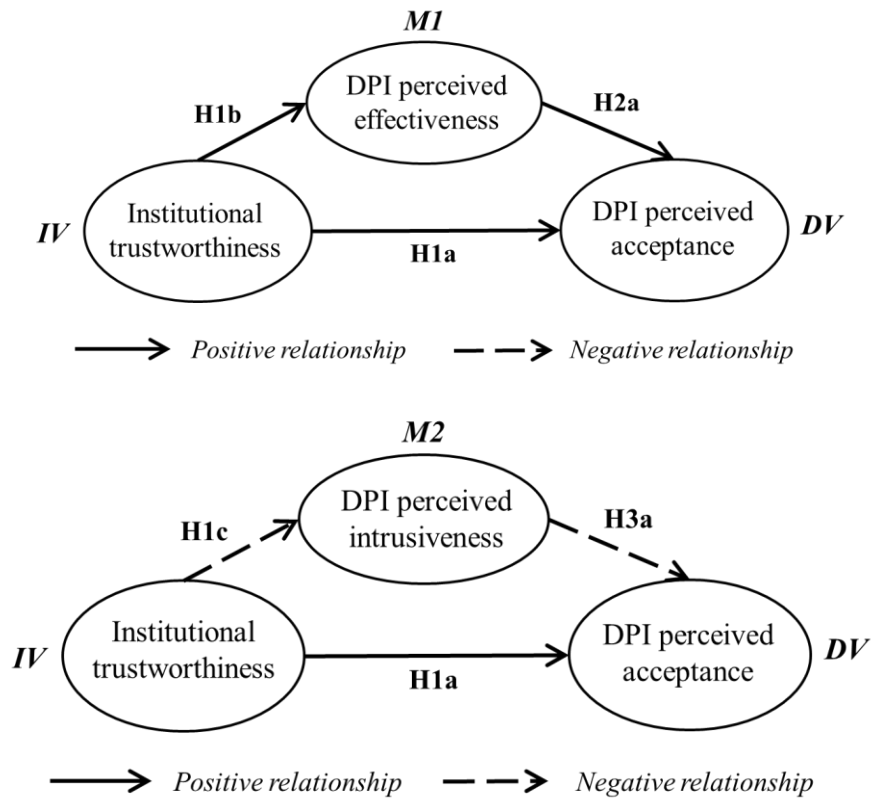 M1
DPI perceived
effectiveness
H1b
H2a
IV
Institutional
trustworthiness
H1a
DPI perceived
acceptance
DV
Positive relationship
Negative relationship
M2
DPI perceived
intrusiveness
H1c
H3a
IV
Institutional
trustworthiness
H1a
DPI perceived
acceptance
DV
Positive relationship
Negative relationship